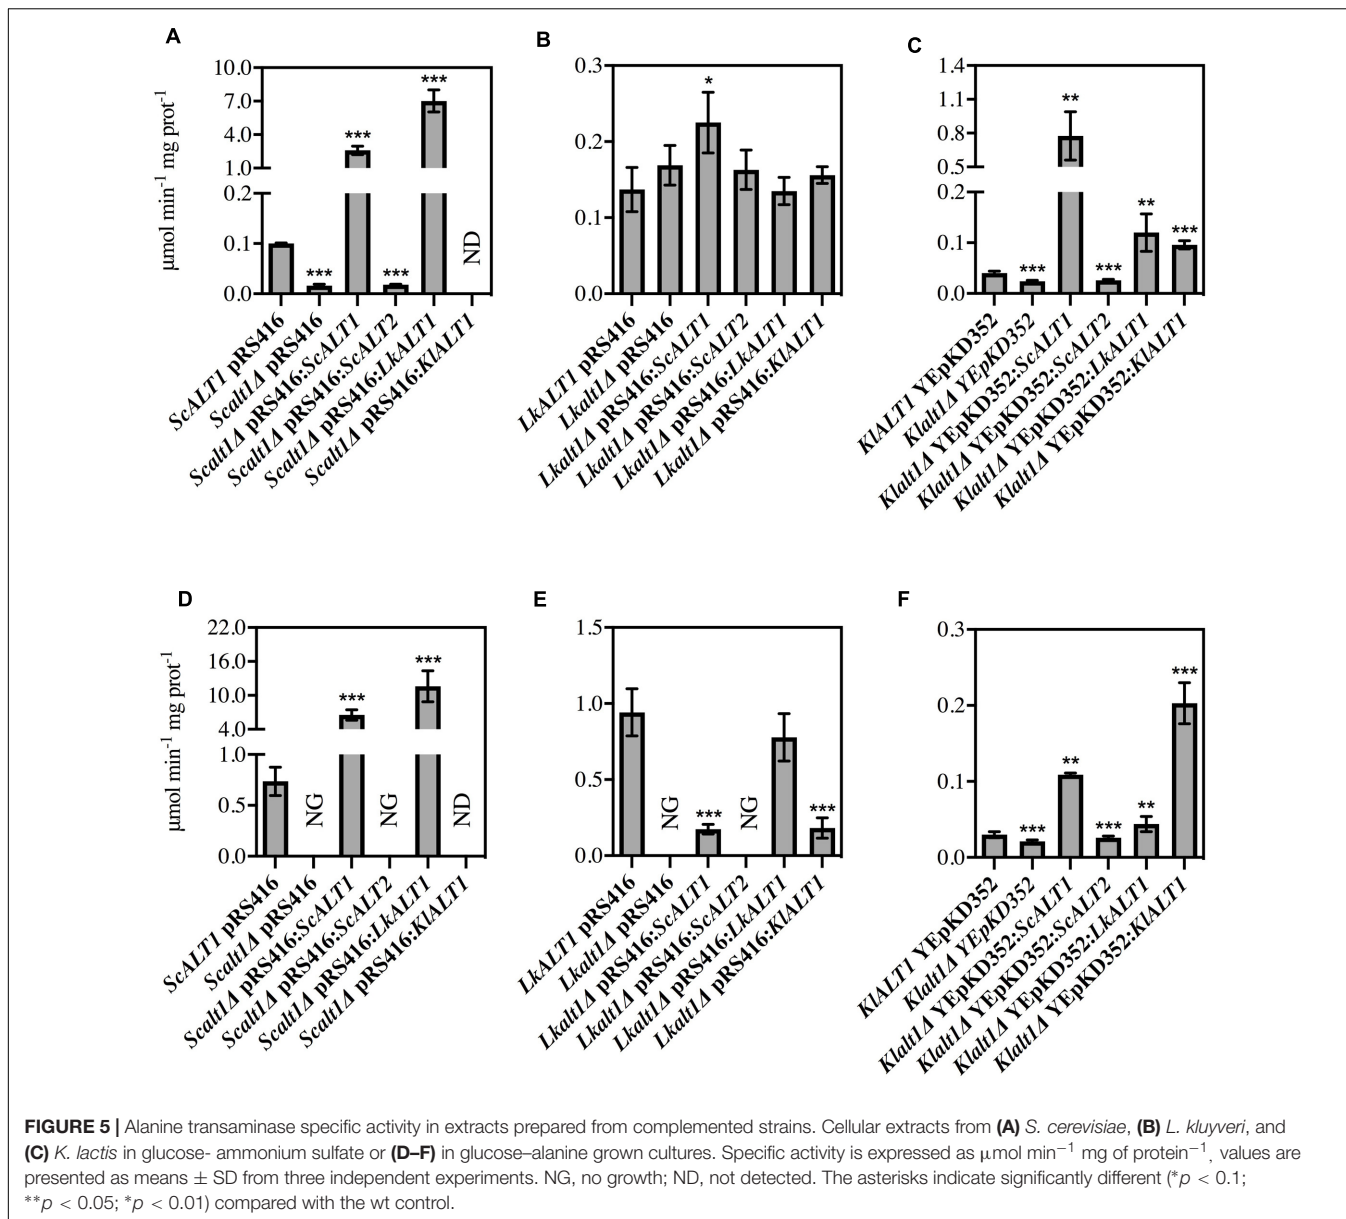 A
μmol min⁻¹ mg prot⁻¹
10.0
7.0
4.0
1.0
0.2
0.1
0.0
***
***
***
***
ND
ScALT1 pRS416
Scalt1Δ pRS416
Scalt1Δ pRS416:ScALT1
Scalt1Δ pRS416:ScALT2
Scalt1Δ pRS416:LkALT1
Scalt1Δ pRS416:KlALT1
B
0.3
0.2
0.1
0.0
*
LkALT1 pRS416
Lkalt1Δ pRS416
Lkalt1Δ pRS416:ScALT1
Lkalt1Δ pRS416:ScALT2
Lkalt1Δ pRS416:LkALT1
Lkalt1Δ pRS416:KlALT1
C
1.4
1.1
0.8
0.5
0.2
0.1
0.0
***
**
***
**
***
KlALT1 YEpKD352
Klalt1Δ YEpKD352
Klalt1Δ YEpKD352:ScALT1
Klalt1Δ YEpKD352:ScALT2
Klalt1Δ YEpKD352:LkALT1
Klalt1Δ YEpKD352:KlALT1
D
μmol min⁻¹ mg prot⁻¹
22.0
16.0
10.0
4.0
1.0
0.5
0.0
NG
***
NG
***
ND
ScALT1 pRS416
Scalt1Δ pRS416
Scalt1Δ pRS416:ScALT1
Scalt1Δ pRS416:ScALT2
Scalt1Δ pRS416:LkALT1
Scalt1Δ pRS416:KlALT1
E
1.5
1.0
0.5
0.0
NG
***
NG
***
LkALT1 pRS416
Lkalt1Δ pRS416
Lkalt1Δ pRS416:ScALT1
Lkalt1Δ pRS416:ScALT2
Lkalt1Δ pRS416:LkALT1
Lkalt1Δ pRS416:KlALT1
F
0.3
0.2
0.1
0.0
***
**
***
**
***
KlALT1 YEpKD352
Klalt1Δ YEpKD352
Klalt1Δ YEpKD352:ScALT1
Klalt1Δ YEpKD352:ScALT2
Klalt1Δ YEpKD352:LkALT1
Klalt1Δ YEpKD352:KlALT1
FIGURE 5 | Alanine transaminase specific activity in extracts prepared from complemented strains. Cellular extracts from (A) S. cerevisiae, (B) L. kluyveri, and
(C) K. lactis in glucose- ammonium sulfate or (D–F) in glucose–alanine grown cultures. Specific activity is expressed as μmol min⁻¹ mg of protein⁻¹, values are
presented as means ± SD from three independent experiments. NG, no growth; ND, not detected. The asterisks indicate significantly different (*p < 0.1;
**p < 0.05; *p < 0.01) compared with the wt control.